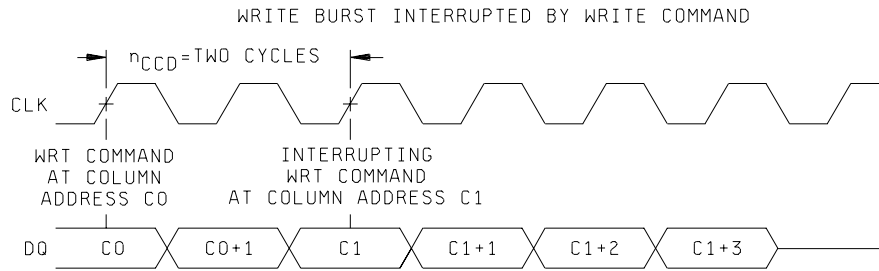 WRITE BURST INTERRUPTED BY WRITE COMMAND
nCCD=TWO CYCLES
CLK
WRT COMMAND
AT COLUMN
ADDRESS C0
INTERRUPTING
WRT COMMAND
AT COLUMN ADDRESS C1
DQ C0 C0+1 C1 C1+1 C1+2 C1+3